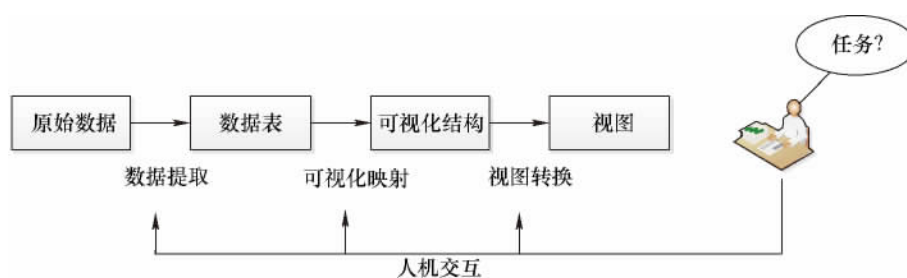 任务?
原始数据
数据表
可视化结构
视图
数据提取
可视化映射
视图转换
人机交互